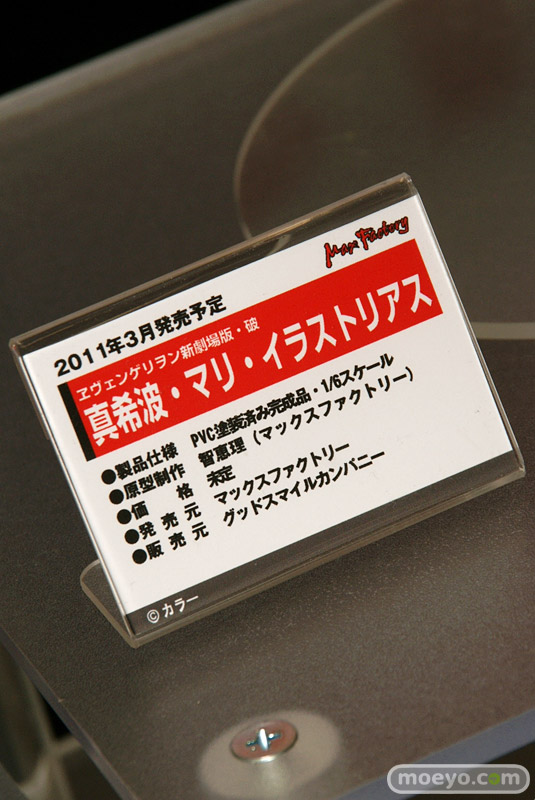 Max Factory
2011年3月発売予定
ヱヴェンゲリヲン新劇場版・破
真希波・マリ・イラストリアス
●製品仕様 PVC塗装済み完成品・1/6スケール
●原型制作 智恵理（マックスファクトリー）
●価格 未定
●発売元 マックスファクトリー
●販売元 グッドスマイルカンパニー
©カラー
moeyo.com